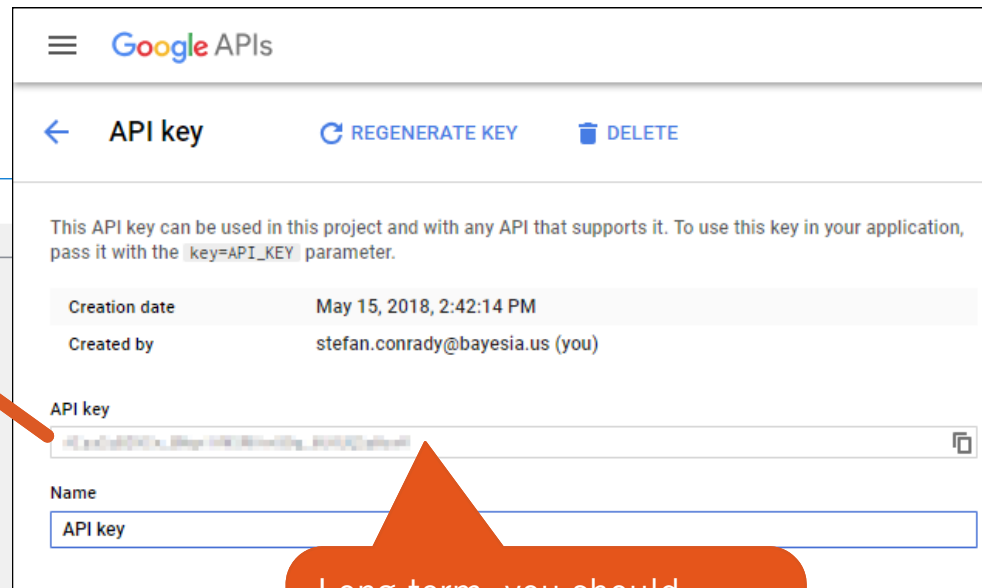 Google APIs
API key REGENERATE KEY DELETE
This API key can be used in this project and with any API that supports it. To use this key in your application,
pass it with the key=API_KEY parameter.
Creation date May 15, 2018, 2:42:14 PM
Created by stefan.conrady@bayesia.us (you)
API key
Name
API key
Long-term, you should